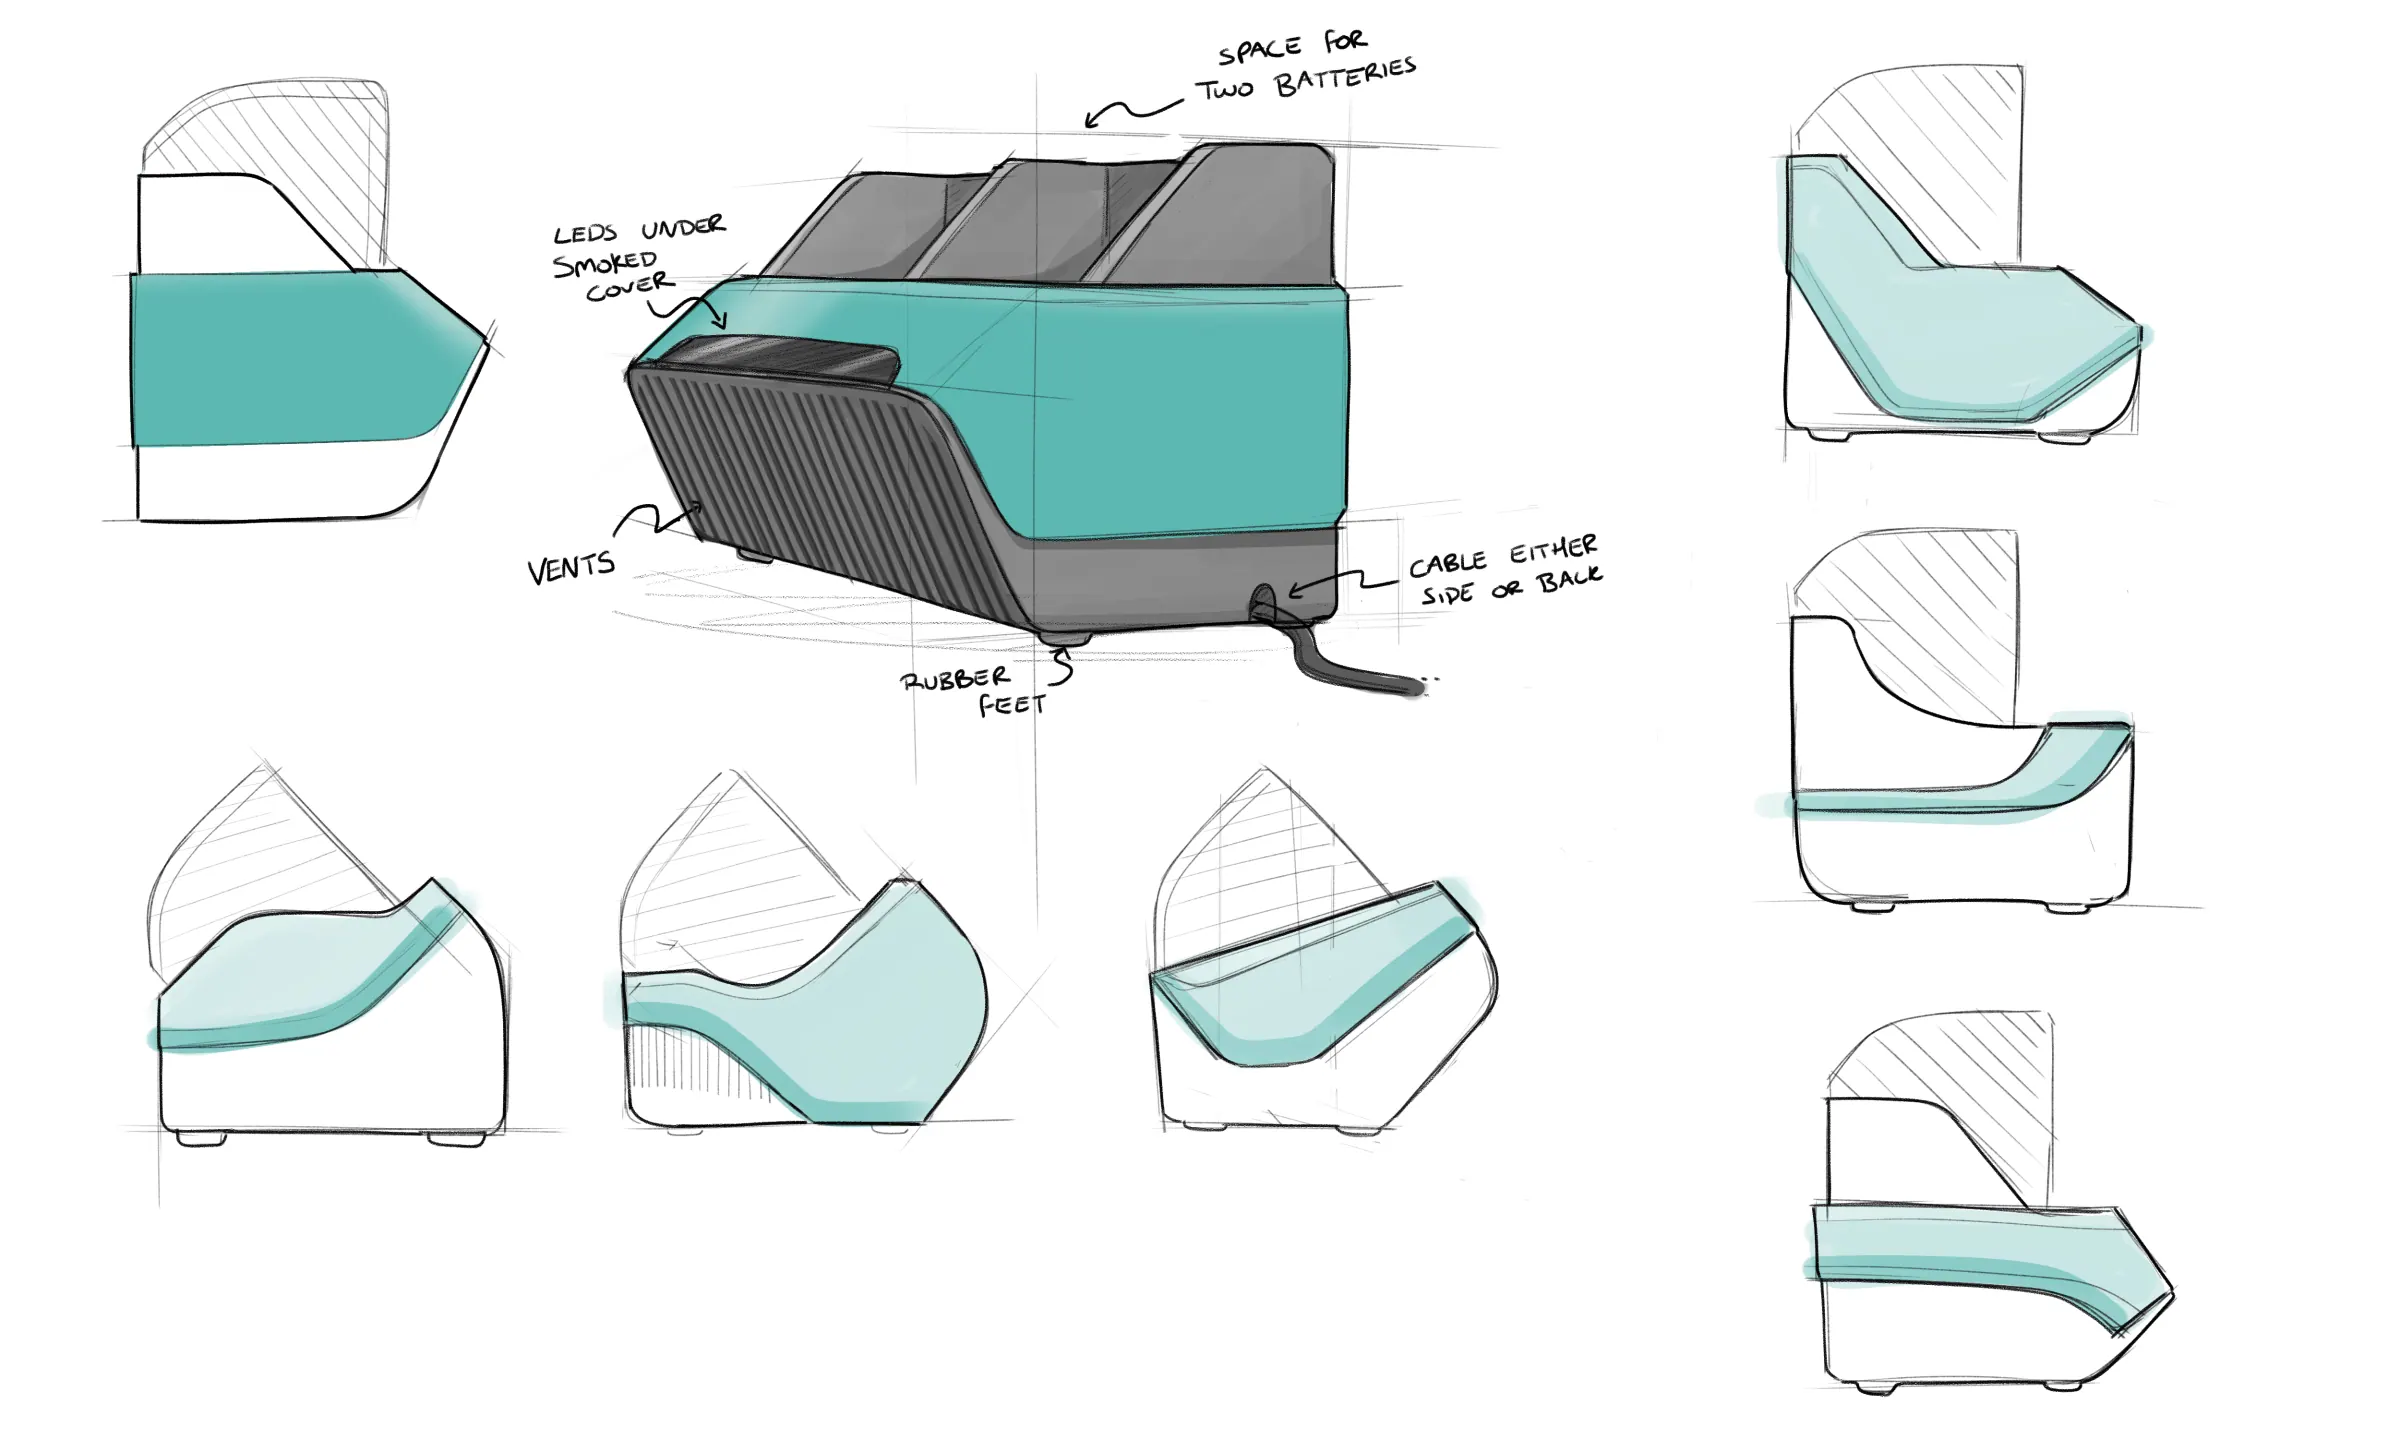 SPACE FOR
TWO BATTERIES
LEDS UNDER
SMOKED
COVER
VENTS
CABLE EITHER
SIDE OR BACK
RUBBER
FEET